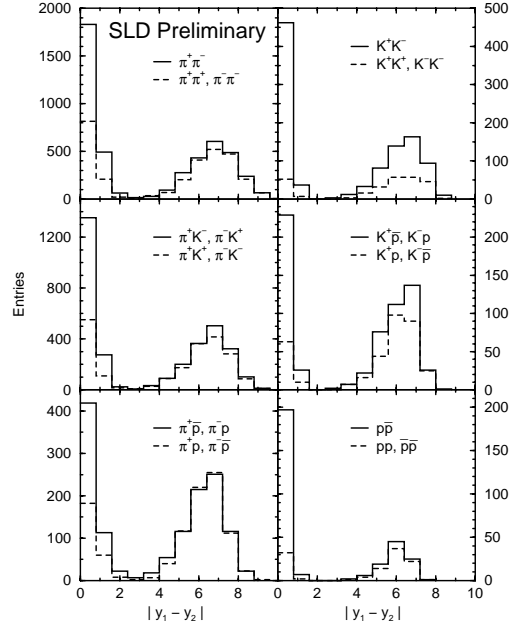 SLD Preliminary
2000
1500
1000
500
0
π⁺π⁻
π⁺π⁺, π⁻π⁻
500
400
300
200
100
0
K⁺K⁻
K⁺K⁺, K⁻K⁻
Entries
1200
800
400
0
π⁺K⁻, π⁻K⁺
π⁺K⁺, π⁻K⁻
200
150
100
50
0
K⁺p̅, K⁻p
K⁺p, K⁻p̅
400
300
200
100
0
π⁺p̅, π⁻p
π⁺p, π⁻p̅
200
150
100
50
0
pp̅
pp, p̅p̅
0 2 4 6 8 0 2 4 6 8 10
| y₁ − y₂ | | y₁ − y₂ |